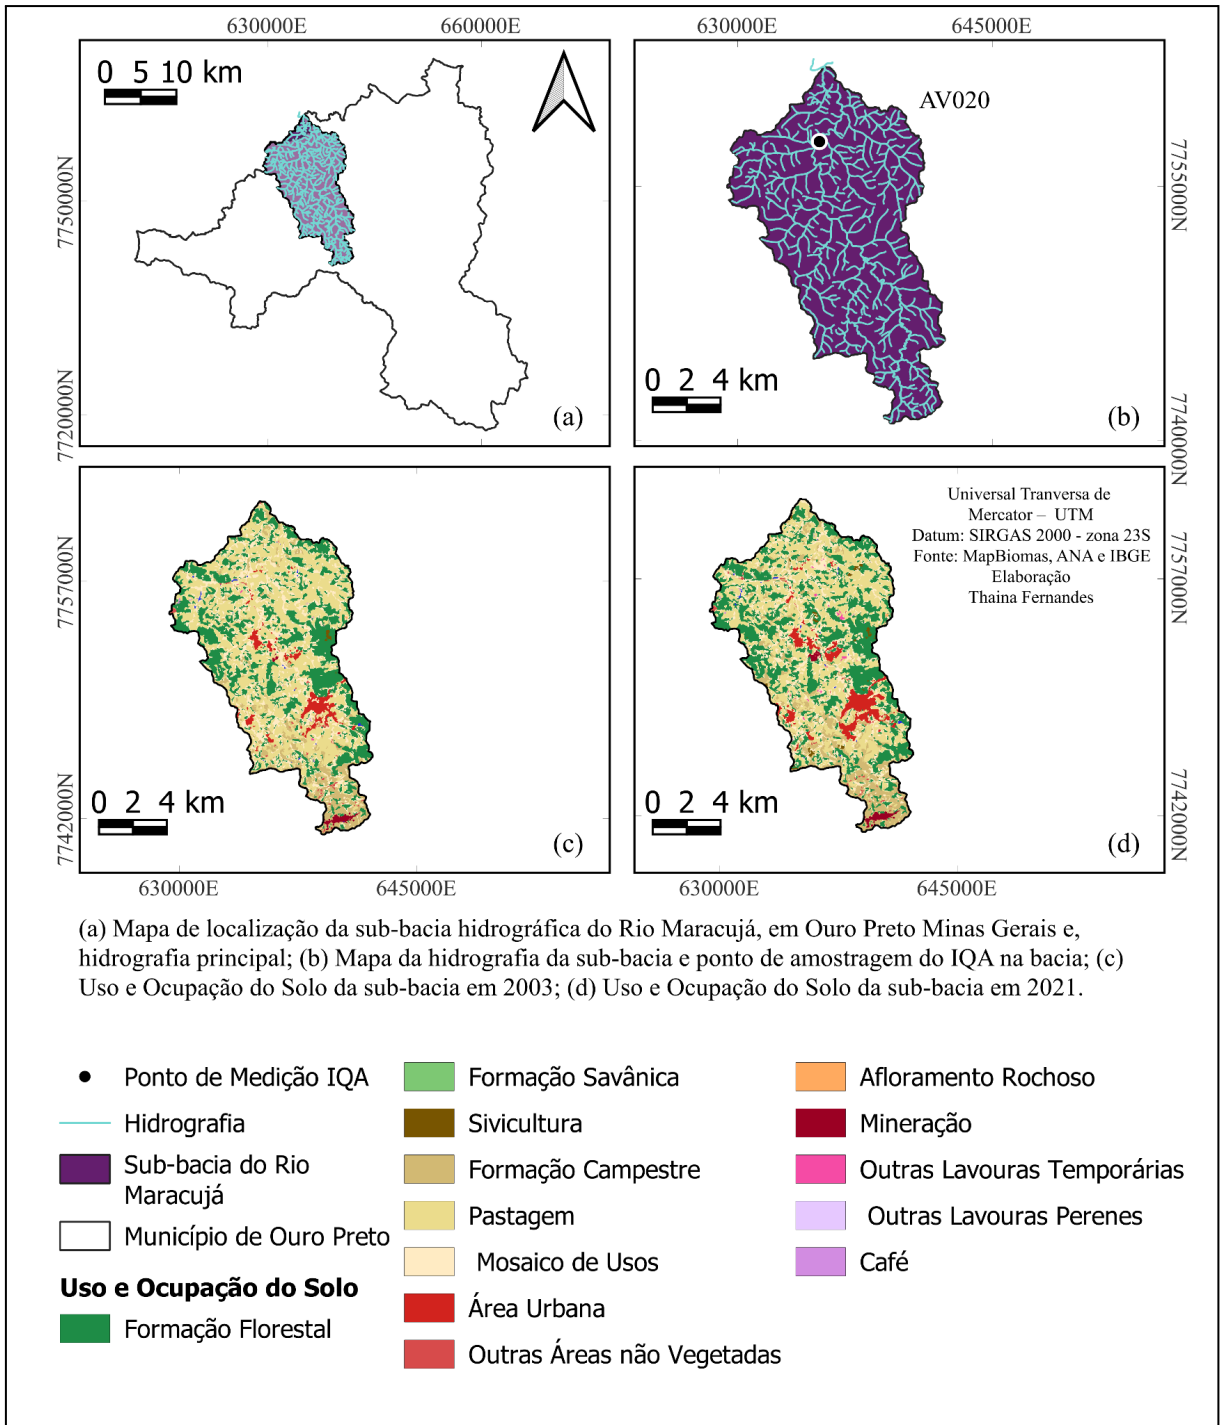 630000E 660000E
630000E 645000E
0 5 10 km
7750000N
7720000N
(a)
AV020
0 2 4 km
(b)
7755000N
7740000N
7757000N
7742000N
0 2 4 km
(c)
630000E 645000E
Universal Tranversa de
Mercator – UTM
Datum: SIRGAS 2000 - zona 23S
Fonte: MapBiomas, ANA e IBGE
Elaboração
Thaina Fernandes
0 2 4 km
(d)
7757000N
7742000N
630000E 645000E
(a) Mapa de localização da sub-bacia hidrográfica do Rio Maracujá, em Ouro Preto Minas Gerais e,
hidrografia principal; (b) Mapa da hidrografia da sub-bacia e ponto de amostragem do IQA na bacia; (c)
Uso e Ocupação do Solo da sub-bacia em 2003; (d) Uso e Ocupação do Solo da sub-bacia em 2021.
Ponto de Medição IQA
Hidrografia
Sub-bacia do Rio
Maracujá
Município de Ouro Preto
Uso e Ocupação do Solo
Formação Florestal
Formação Savânica
Sivicultura
Formação Campestre
Pastagem
Mosaico de Usos
Área Urbana
Outras Áreas não Vegetadas
Afloramento Rochoso
Mineração
Outras Lavouras Temporárias
Outras Lavouras Perenes
Café